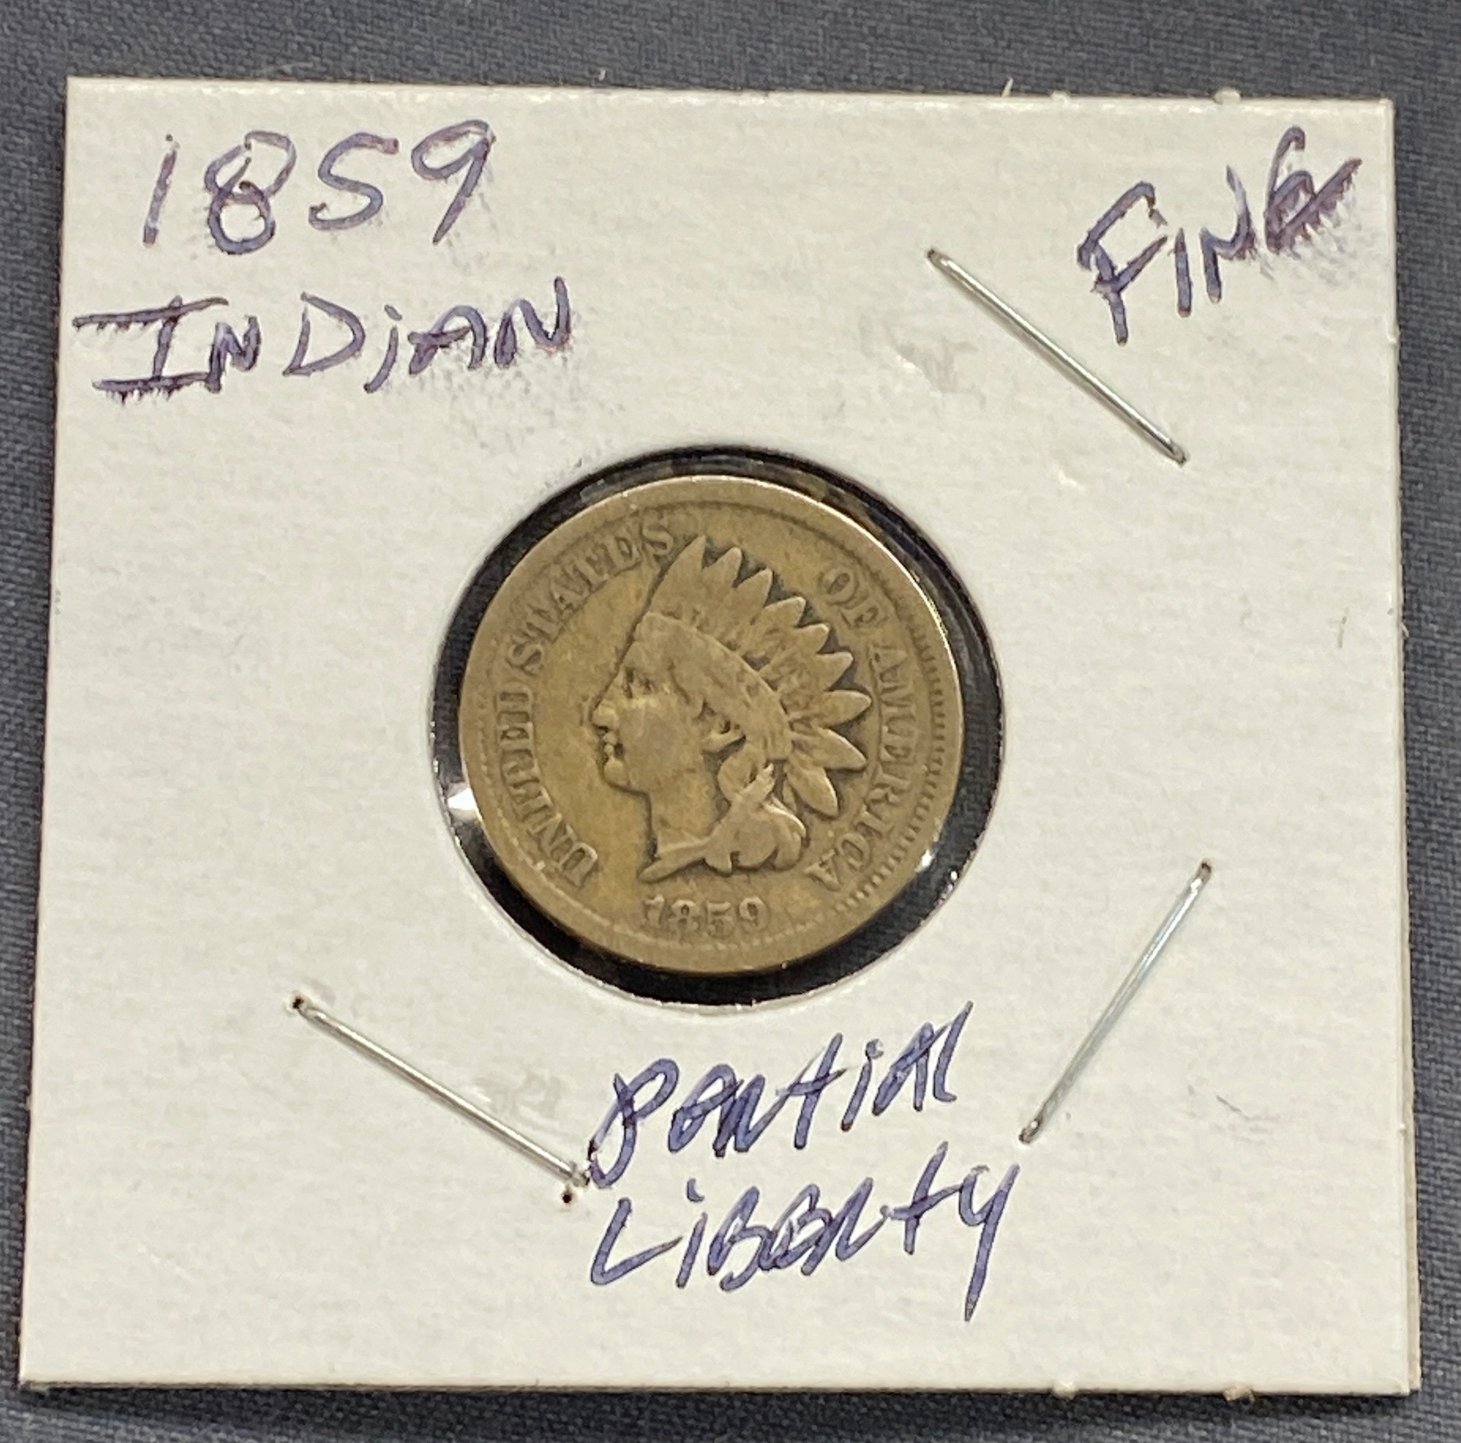 1859
INDiAN
FINE
UNITED STATES OF AMERICA
1859
PARtiAl
LiBERty